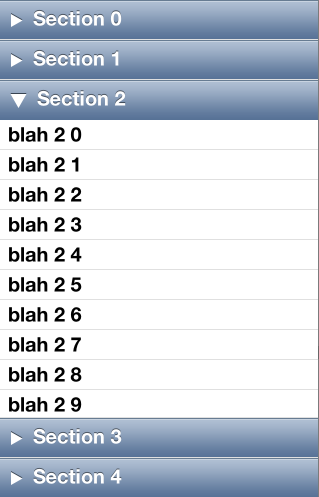 Section 0
Section 1
Section 2
blah 2 0
blah 2 1
blah 2 2
blah 2 3
blah 2 4
blah 2 5
blah 2 6
blah 2 7
blah 2 8
blah 2 9
Section 3
Section 4